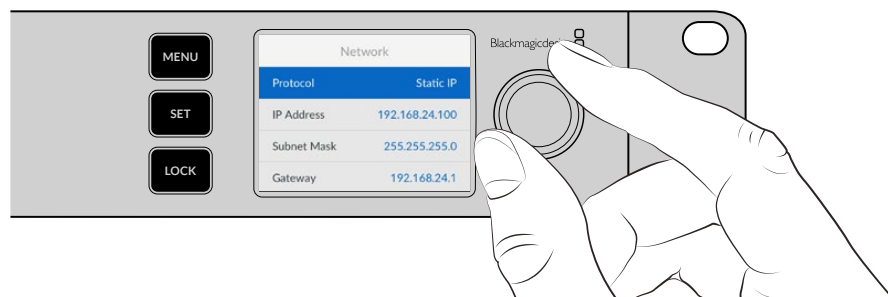 MENU
SET
LOCK
Network
Protocol Static IP
IP Address 192.168.24.100
Subnet Mask 255.255.255.0
Gateway 192.168.24.1
Blackmagicdesi